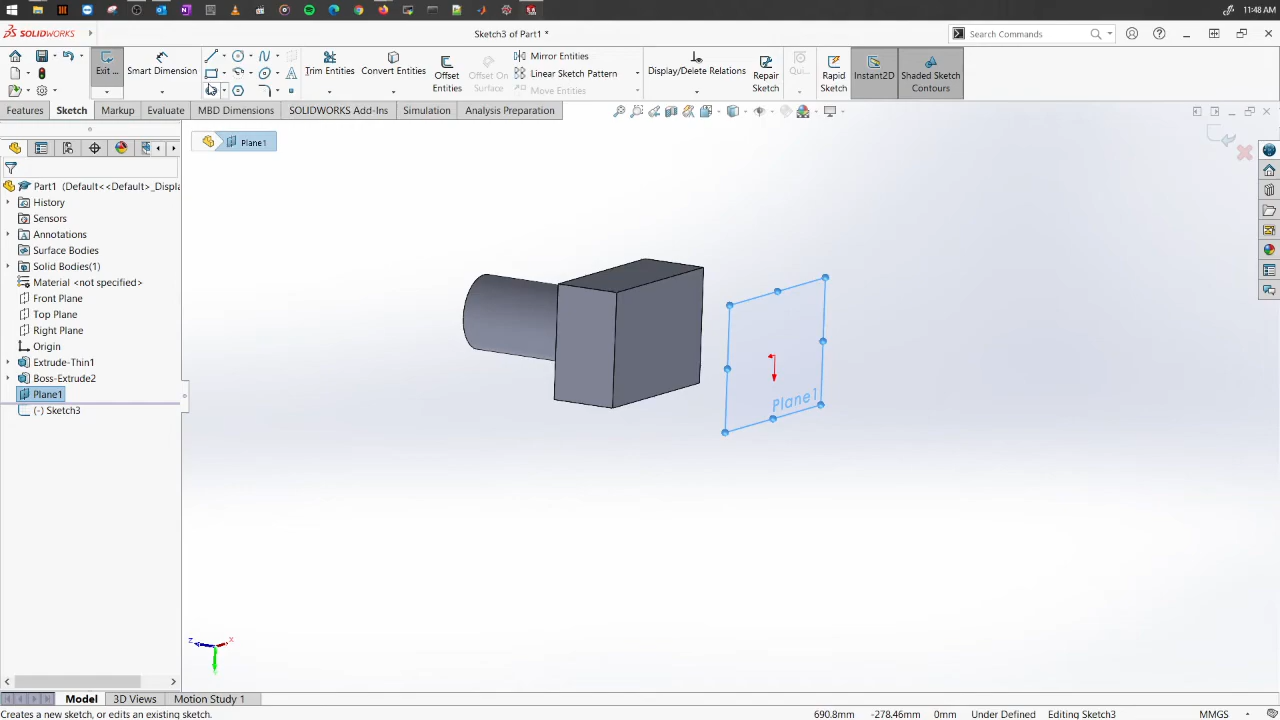 SOLIDWORKS
Sketch3 of Part1 *
Search Commands
11:48 AM
Exit ...
Smart Dimension
Trim Entities
Convert Entities
Offset Entities
Offset On Surface
Mirror Entities
Linear Sketch Pattern
Move Entities
Display/Delete Relations
Repair Sketch
Qui...
Rapid Sketch
Instant2D
Shaded Sketch Contours
Features
Sketch
Markup
Evaluate
MBD Dimensions
SOLIDWORKS Add-Ins
Simulation
Analysis Preparation
Plane1
Part1 (Default<<Default>_Displa
History
Sensors
Annotations
Surface Bodies
Solid Bodies(1)
Material <not specified>
Front Plane
Top Plane
Right Plane
Origin
Extrude-Thin1
Boss-Extrude2
Plane1
(-) Sketch3
Plane1
z
x
Model
3D Views
Motion Study 1
Creates a new sketch, or edits an existing sketch.
690.8mm
-278.46mm
0mm
Under Defined
Editing Sketch3
MMGS